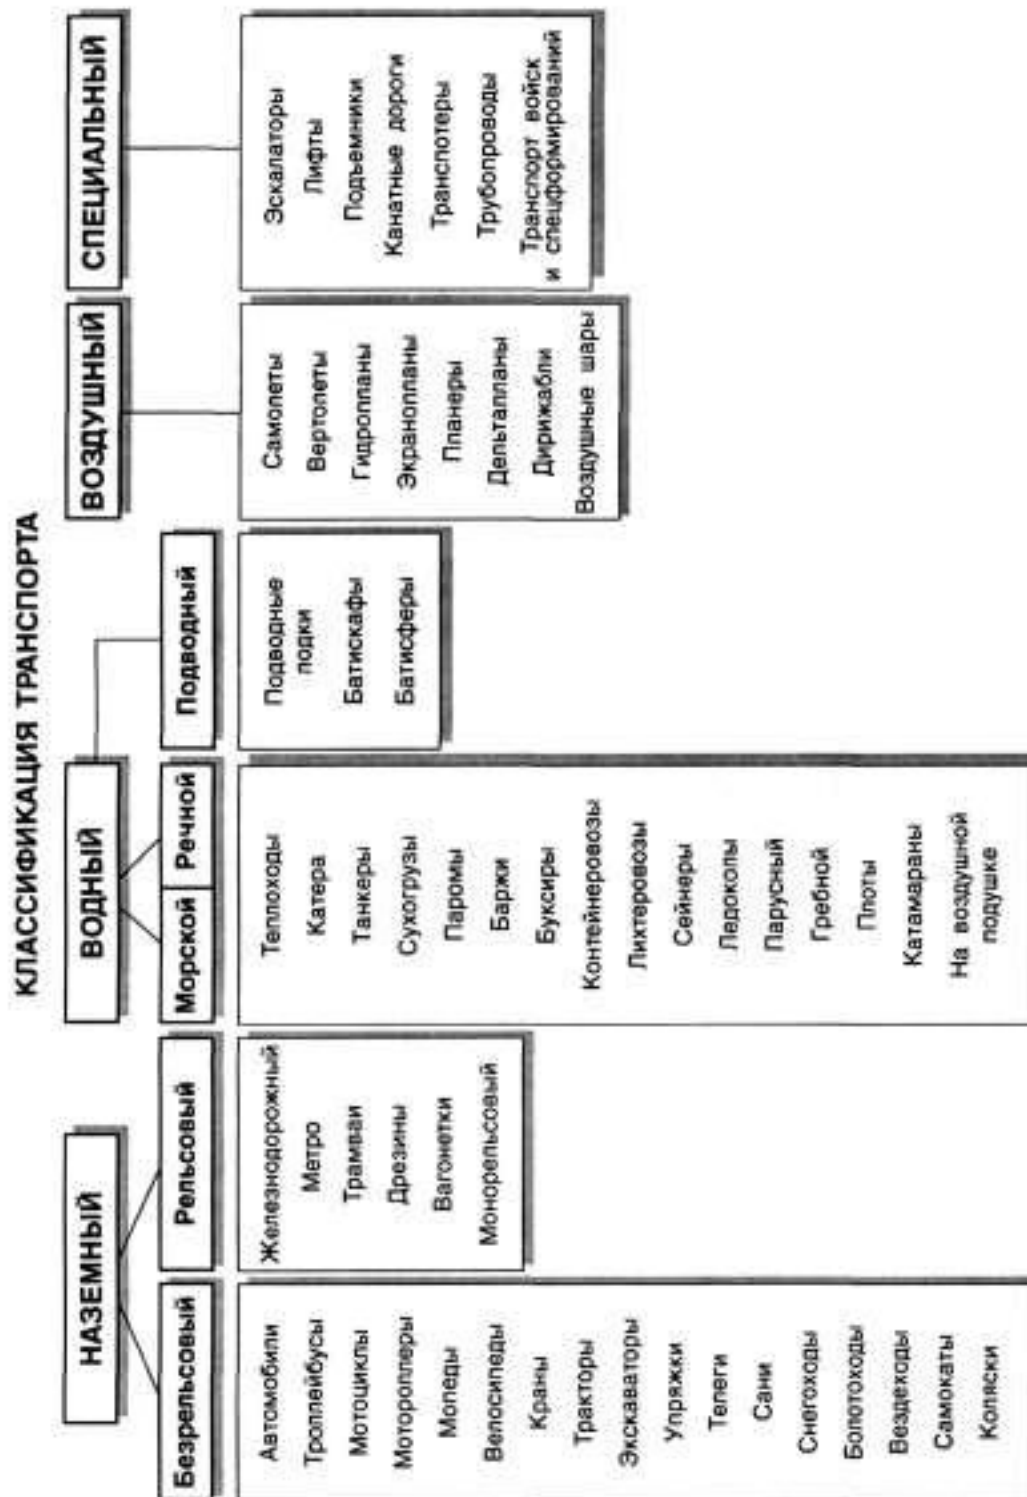 КЛАССИФИКАЦИЯ ТРАНСПОРТА
НАЗЕМНЫЙ
Безрельсовый
Автомобили
Троллейбусы
Мотоциклы
Мотороллеры
Мопеды
Велосипеды
Краны
Тракторы
Экскаваторы
Упряжки
Телеги
Сани
Снегоходы
Болотоходы
Вездеходы
Самокаты
Коляски
Рельсовый
Железнодорожный
Метро
Трамваи
Дрезины
Вагонетки
Монорельсовый
ВОДНЫЙ
Морской
Речной
Теплоходы
Катера
Танкеры
Сухогрузы
Паромы
Баржи
Буксиры
Контейнеровозы
Лихтеровозы
Сейнеры
Ледоколы
Парусный
Гребной
Плоты
Катамараны
На воздушной
подушке
Подводный
Подводные
лодки
Батискафы
Батисферы
ВОЗДУШНЫЙ
Самолеты
Вертолеты
Гидропланы
Экранопланы
Планеры
Дельтапланы
Дирижабли
Воздушные шары
СПЕЦИАЛЬНЫЙ
Эскалаторы
Лифты
Подъемники
Канатные дороги
Транспотеры
Трубопроводы
Транспорт войск
и спецформирований